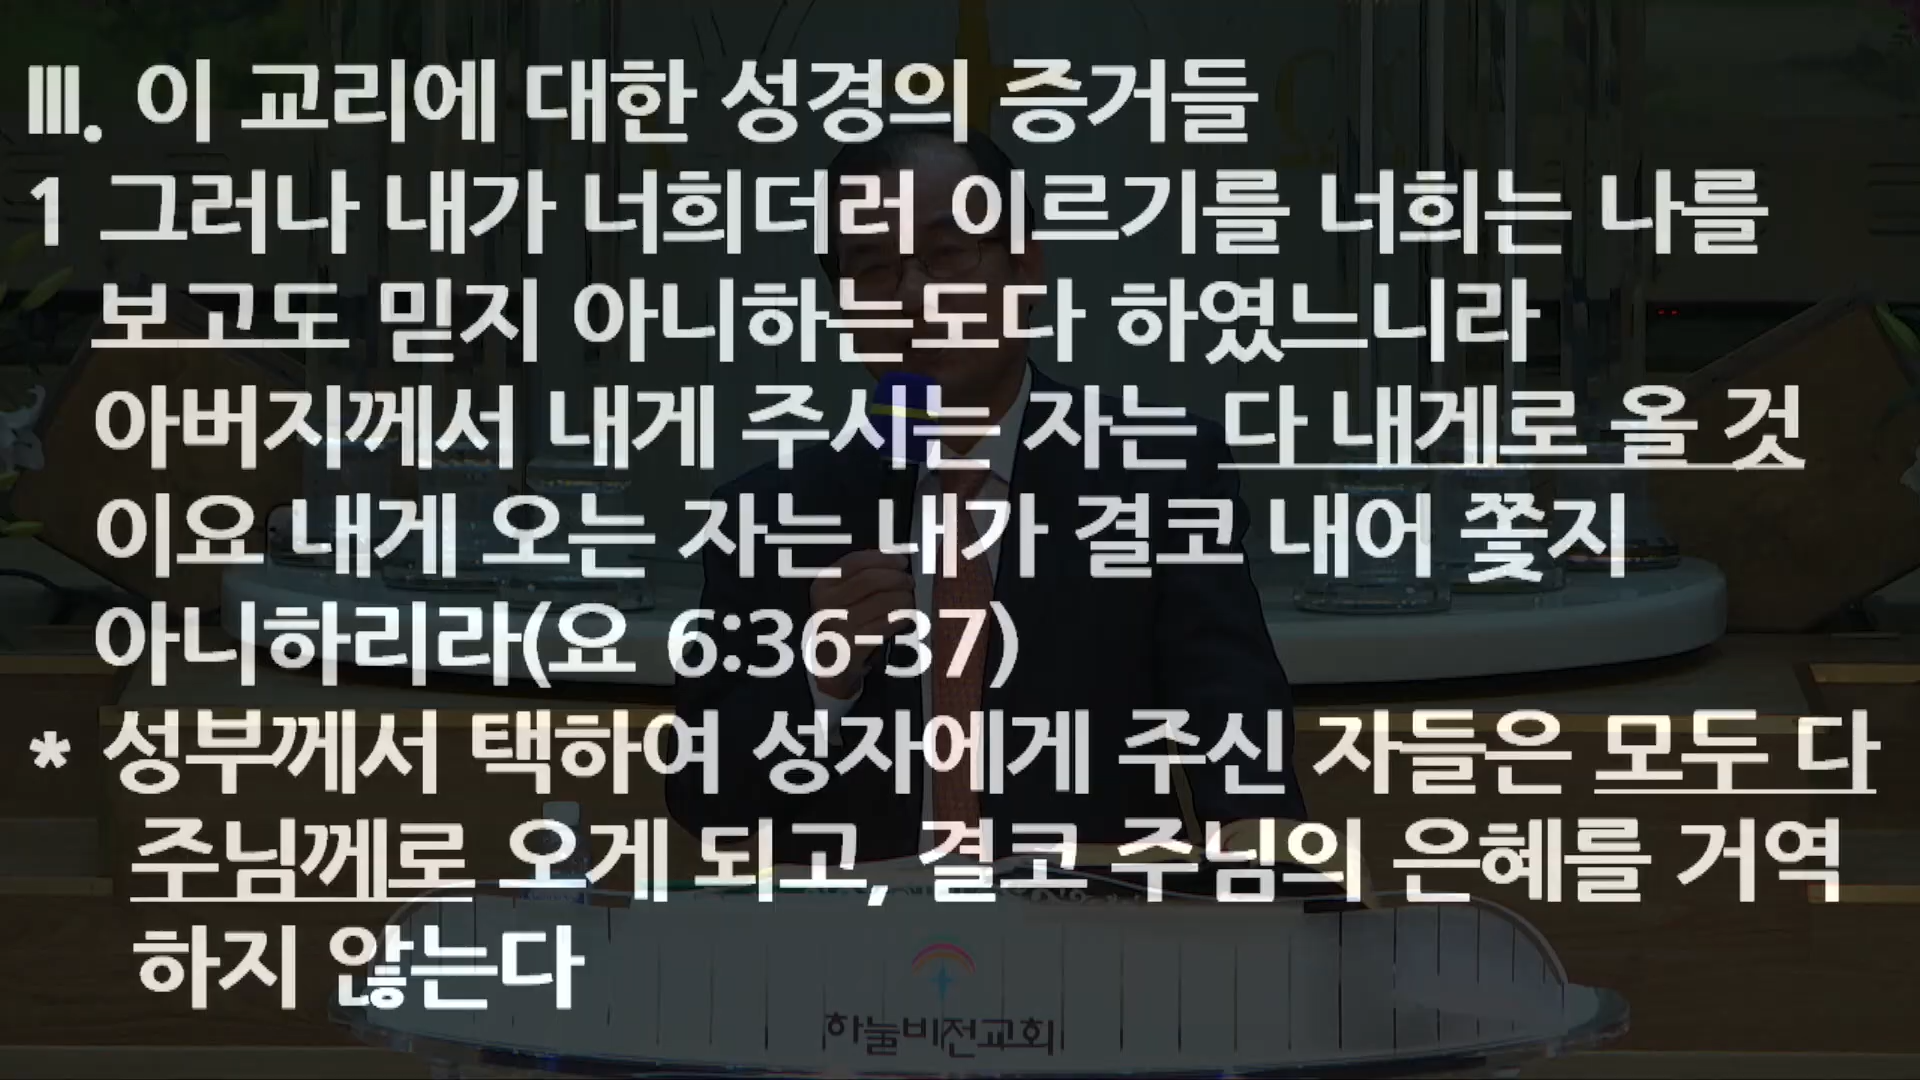 III. 이 교리에 대한 성경의 증거들
1 그러나 내가 너희더러 이르기를 너희는 나를
보고도 믿지 아니하는도다 하였느니라
아버지께서 내게 주시는 자는 다 내게로 올 것
이요 내게 오는 자는 내가 결코 내어 쫓지
아니하리라(요 6:36-37)
* 성부께서 택하여 성자에게 주신 자들은 모두 다
주님께로 오게 되고, 결코 주님의 은혜를 거역
하지 않는다
하늘비전교회